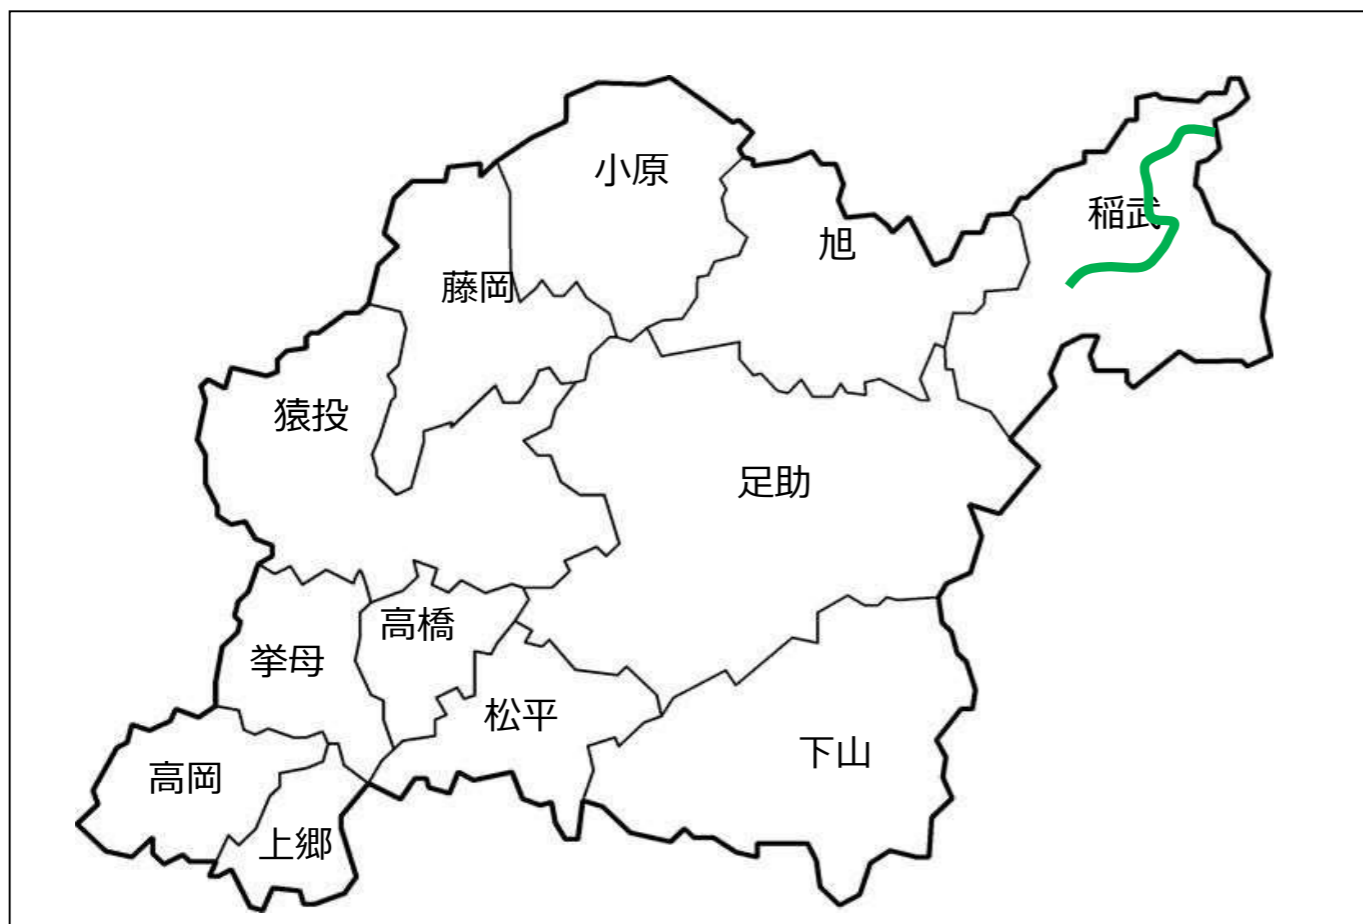 小原
稲武
旭
藤岡
猿投
足助
高橋
挙母
松平
下山
高岡
上郷